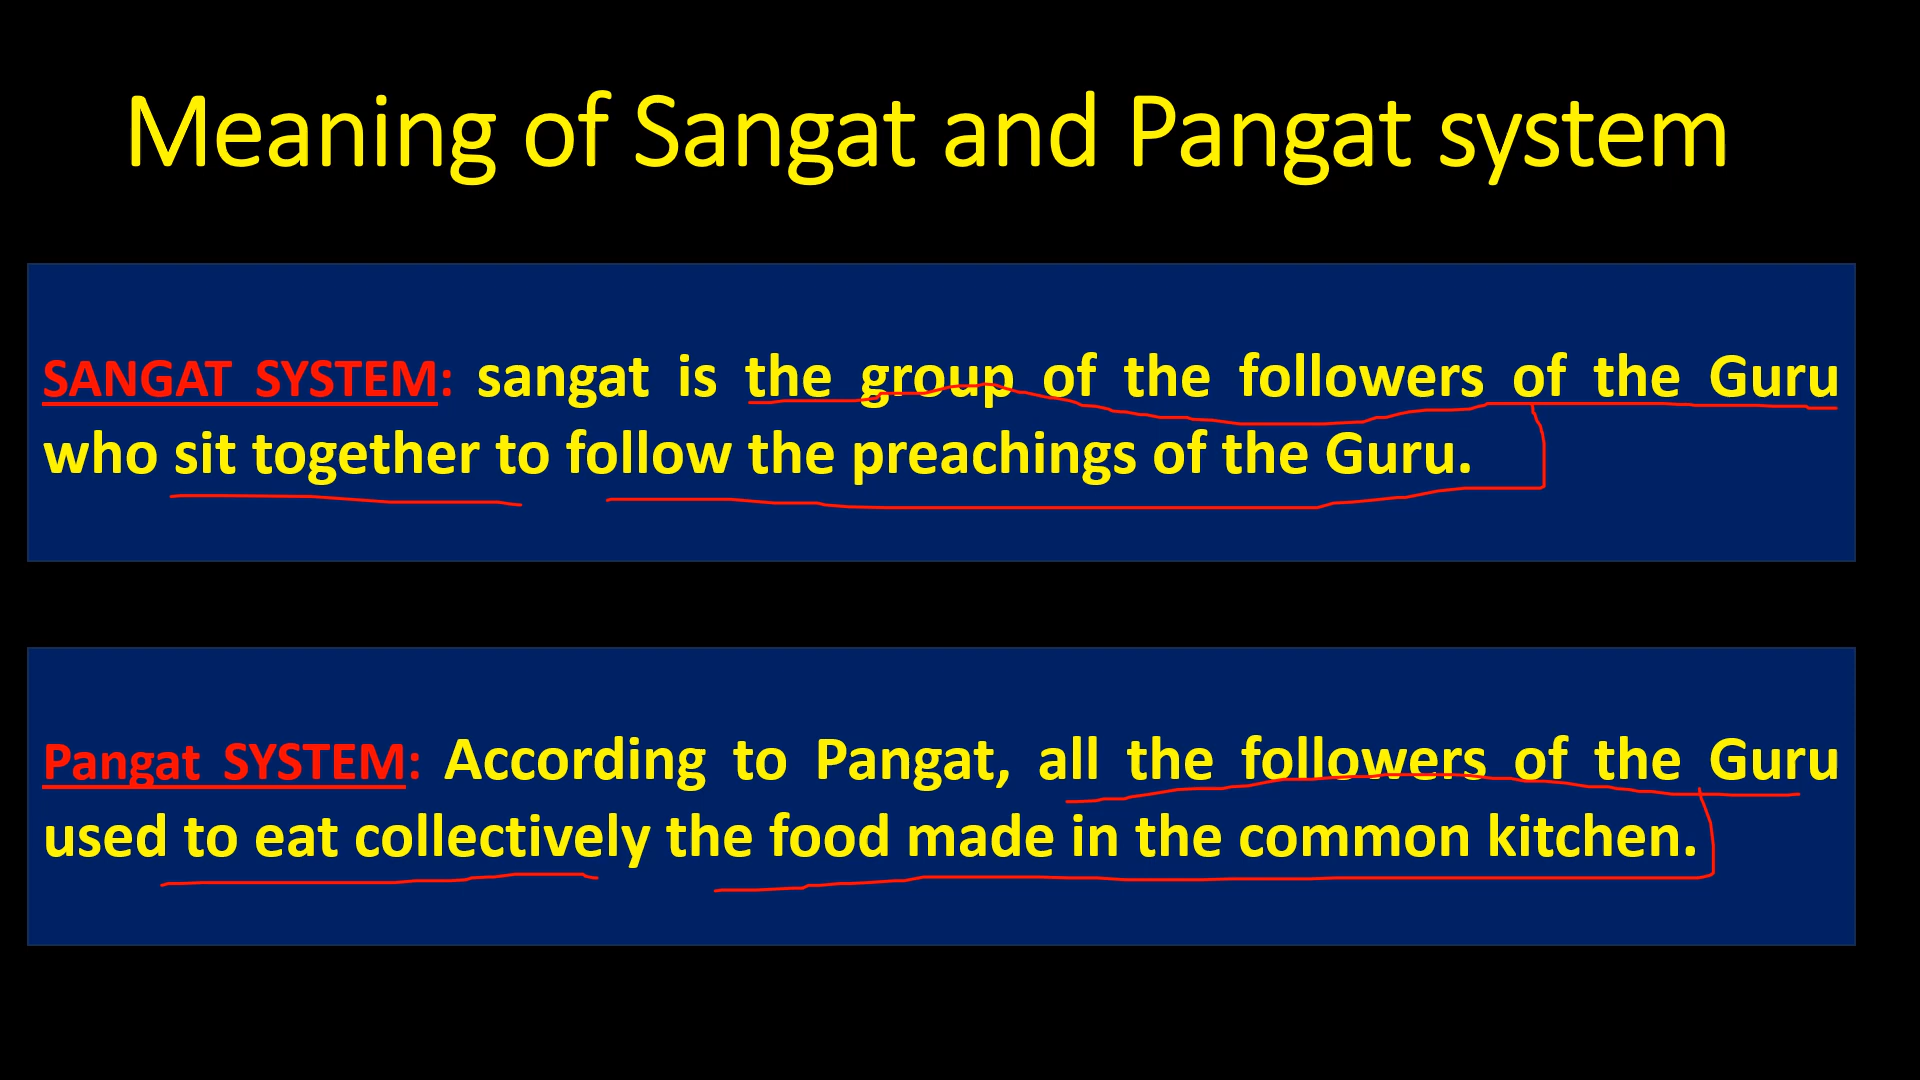 Meaning of Sangat and Pangat system
SANGAT SYSTEM: sangat is the group of the followers of the Guru
who sit together to follow the preachings of the Guru.
Pangat SYSTEM: According to Pangat, all the followers of the Guru
used to eat collectively the food made in the common kitchen.